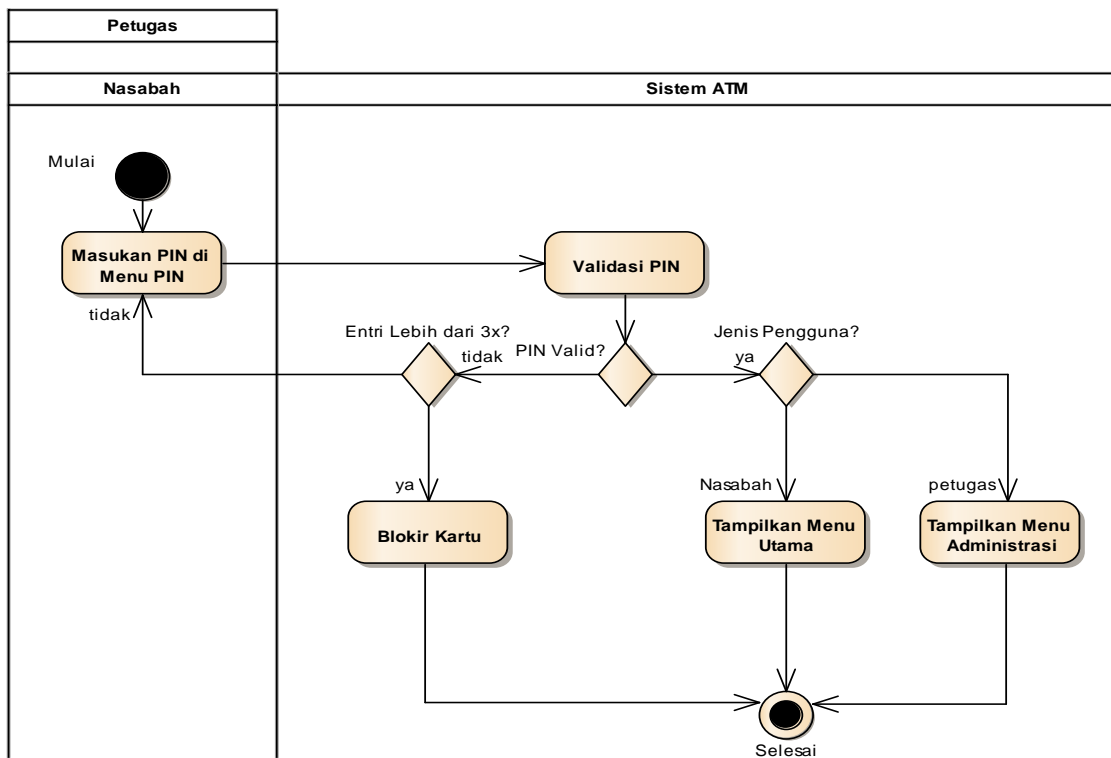 Petugas
Nasabah
Sistem ATM
Mulai
Masukan PIN di
Menu PIN
Validasi PIN
tidak
Entri Lebih dari 3x?
tidak
PIN Valid?
Jenis Pengguna?
ya
ya
Nasabah
petugas
Blokir Kartu
Tampilkan Menu
Utama
Tampilkan Menu
Administrasi
Selesai